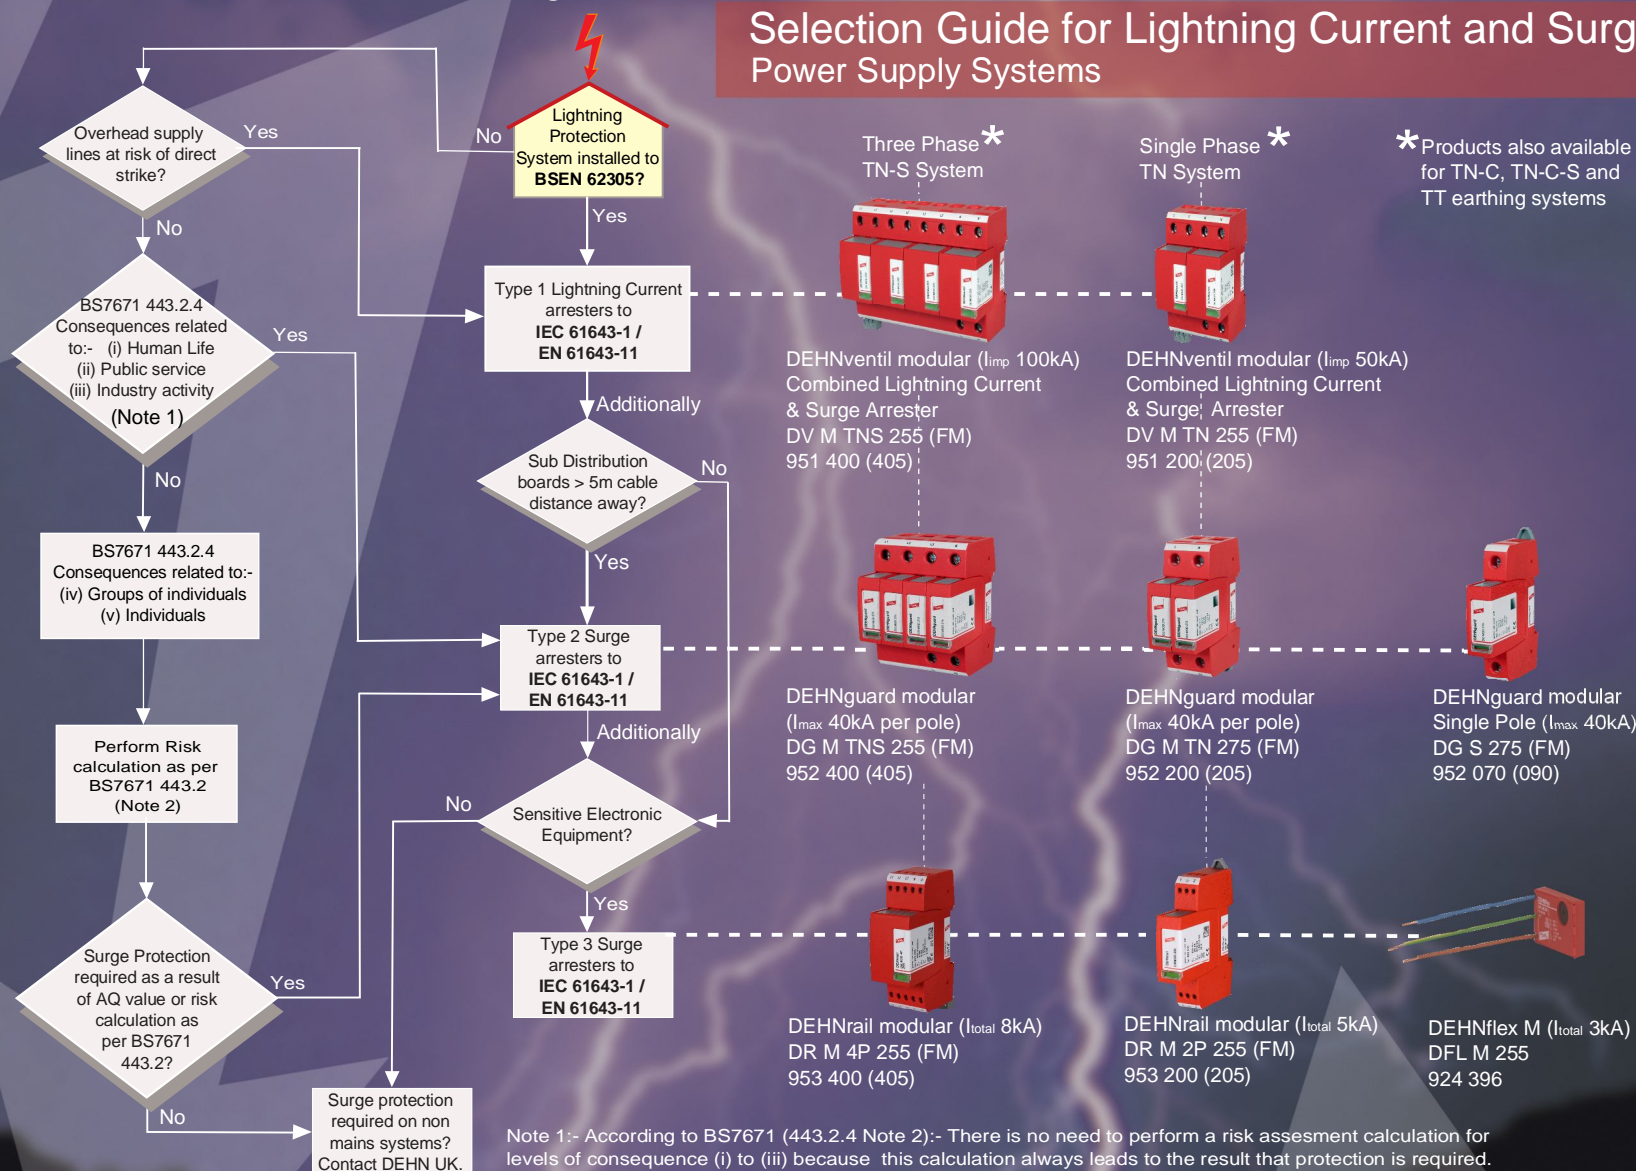 Selection Guide for Lightning Current and Surg
Power Supply Systems
Lightning
Protection
System installed to
BSEN 62305?
No
Yes
Overhead supply
lines at risk of direct
strike?
Yes
No
BS7671 443.2.4
Consequences related
to:- (i) Human Life
(ii) Public service
(iii) Industry activity
(Note 1)
Yes
No
BS7671 443.2.4
Consequences related to:-
(iv) Groups of individuals
(v) Individuals
Perform Risk
calculation as per
BS7671 443.2
(Note 2)
Surge Protection
required as a result
of AQ value or risk
calculation as
per BS7671
443.2?
Yes
No
Surge protection
required on non
mains systems?
Contact DEHN UK.
Type 1 Lightning Current
arresters to
IEC 61643-1 /
EN 61643-11
Additionally
Sub Distribution
boards > 5m cable
distance away?
No
Yes
Type 2 Surge
arresters to
IEC 61643-1 /
EN 61643-11
Additionally
Sensitive Electronic
Equipment?
No
Yes
Type 3 Surge
arresters to
IEC 61643-1 /
EN 61643-11
Three Phase *
TN-S System
Single Phase *
TN System
* Products also available
for TN-C, TN-C-S and
TT earthing systems
DEHNventil modular (Iimp 100kA)
Combined Lightning Current
& Surge Arrester
DV M TNS 255 (FM)
951 400 (405)
DEHNventil modular (Iimp 50kA)
Combined Lightning Current
& Surge Arrester
DV M TN 255 (FM)
951 200 (205)
DEHNguard modular
(Imax 40kA per pole)
DG M TNS 255 (FM)
952 400 (405)
DEHNguard modular
(Imax 40kA per pole)
DG M TN 275 (FM)
952 200 (205)
DEHNguard modular
Single Pole (Imax 40kA)
DG S 275 (FM)
952 070 (090)
DEHNrail modular (Itotal 8kA)
DR M 4P 255 (FM)
953 400 (405)
DEHNrail modular (Itotal 5kA)
DR M 2P 255 (FM)
953 200 (205)
DEHNflex M (Itotal 3kA)
DFL M 255
924 396
Note 1:- According to BS7671 (443.2.4 Note 2):- There is no need to perform a risk assesment calculation for
levels of consequence (i) to (iii) because this calculation always leads to the result that protection is required.